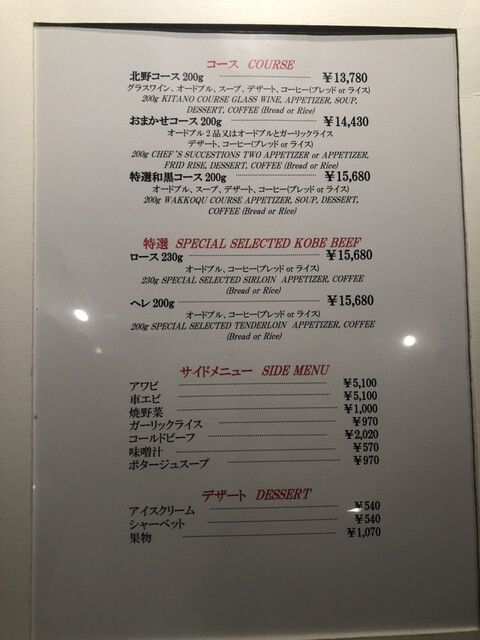 コース COURSE
北野コース 200g ¥13,780
グラスワイン、オードブル、スープ、デザート、コーヒー(ブレッド or ライス)
200g KITANO COURSE GLASS WINE, APPETIZER, SOUP,
DESSERT, COFFEE (Bread or Rice)
おまかせコース 200g ¥14,430
オードブル2品又はオードブルとガーリックライス
デザート、コーヒー(ブレッド or ライス)
200g CHEF'S SUCCESTIONS TWO APPETIZER or APPETIZER,
FRID RISE, DESSERT, COFFEE (Bread or Rice)
特選和黒コース 200g ¥15,680
オードブル、スープ、デザート、コーヒー(ブレッド or ライス)
200g WAKKOQU COURSE APPETIZER, SOUP, DESSERT,
COFFEE (Bread or Rice)
特選 SPECIAL SELECTED KOBE BEEF
ロース 230g ¥15,680
オードブル、コーヒー(ブレッド or ライス)
230g SPECIAL SELECTED SIRLOIN APPETIZER, COFFEE
(Bread or Rice)
ヘレ 200g ¥15,680
オードブル、コーヒー(ブレッド or ライス)
200g SPECIAL SELECTED TENDERLOIN APPETIZER, COFFEE
(Bread or Rice)
サイドメニュー SIDE MENU
アワビ ¥5,100
車エビ ¥5,100
焼野菜 ¥1,000
ガーリックライス ¥970
コールドビーフ ¥2,020
味噌汁 ¥570
ポタージュスープ ¥970
デザート DESSERT
アイスクリーム ¥540
シャーベット ¥540
果物 ¥1,070